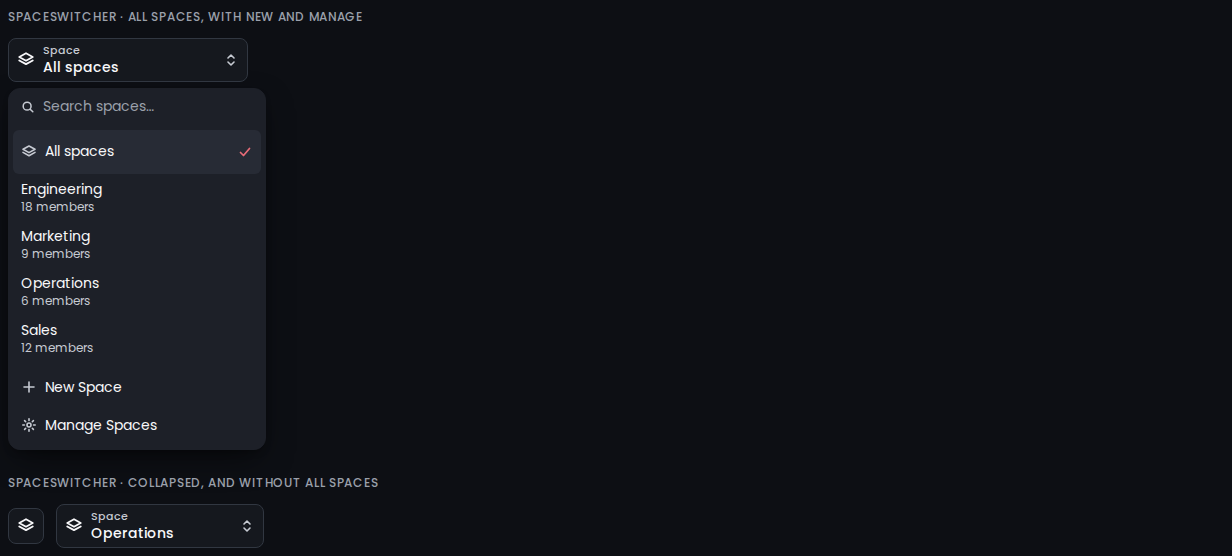 SPACESWITCHER · ALL SPACES, WITH NEW AND MANAGE
Space
All spaces
Search spaces...
All spaces
Engineering
18 members
Marketing
9 members
Operations
6 members
Sales
12 members
New Space
Manage Spaces
SPACESWITCHER · COLLAPSED, AND WITHOUT ALL SPACES
Space
Operations